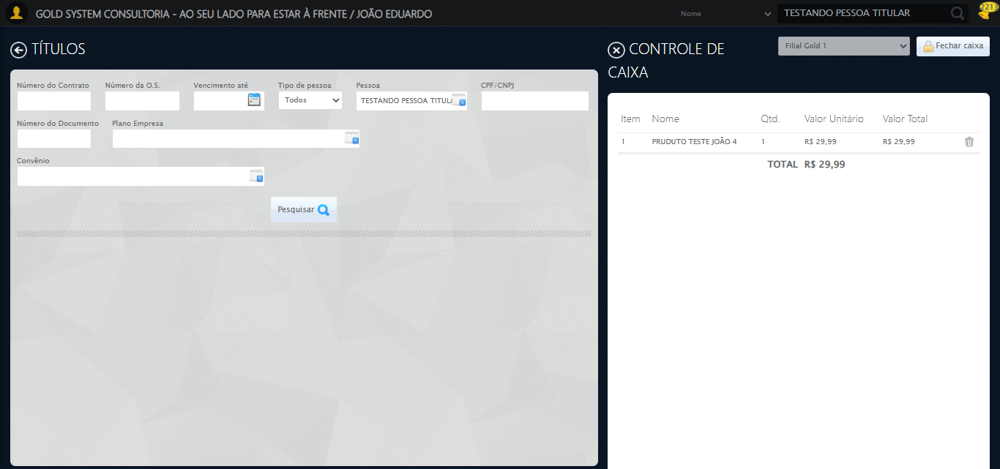 GOLD SYSTEM CONSULTORIA - AO SEU LADO PARA ESTAR À FRENTE / JOÃO EDUARDO
Nome
TESTANDO PESSOA TITULAR
2213
TÍTULOS
Número do Contrato
Número da O.S.
Vencimento até
Tipo de pessoa
Pessoa
CPF/CNPJ
Todos
TESTANDO PESSOA TITUL
Número do Documento
Plano Empresa
Convênio
Pesquisar
CONTROLE DE
CAIXA
Filial Gold 1
Fechar caixa
Item Nome Qtd. Valor Unitário Valor Total
1 PRUDUTO TESTE JOÃO 4 1 R$ 29,99 R$ 29,99
TOTAL R$ 29,99